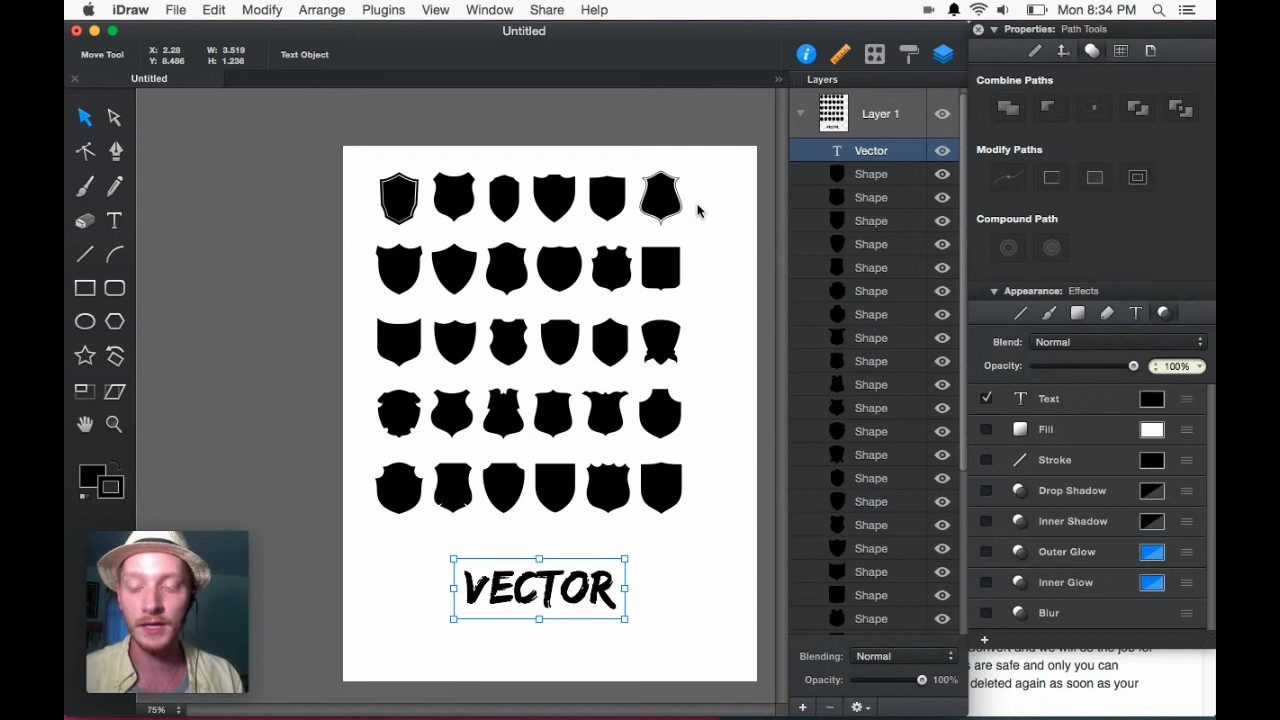 iDraw File Edit Modify Arrange Plugins View Window Share Help Mon 8:34 PM
Untitled
Properties: Path Tools
Move Tool X: 2.28 W: 3.519 Text Object
Y: 8.486 H: 1.236
Untitled
Layers
Combine Paths
Layer 1
Vector
Modify Paths
Shape
Shape
Shape
Compound Path
Shape
Shape
Shape
Appearance: Effects
Shape
Shape
Blend: Normal
Shape
Opacity: 100%
Shape
Shape
Text
Shape
Fill
Shape
Stroke
Shape
Shape
Drop Shadow
Shape
Inner Shadow
Shape
Outer Glow
Shape
Inner Glow
Shape
Shape
Blur
VECTOR
Blending: Normal
Opacity: 100%
are safe and only you can
deleted again as soon as your
75%